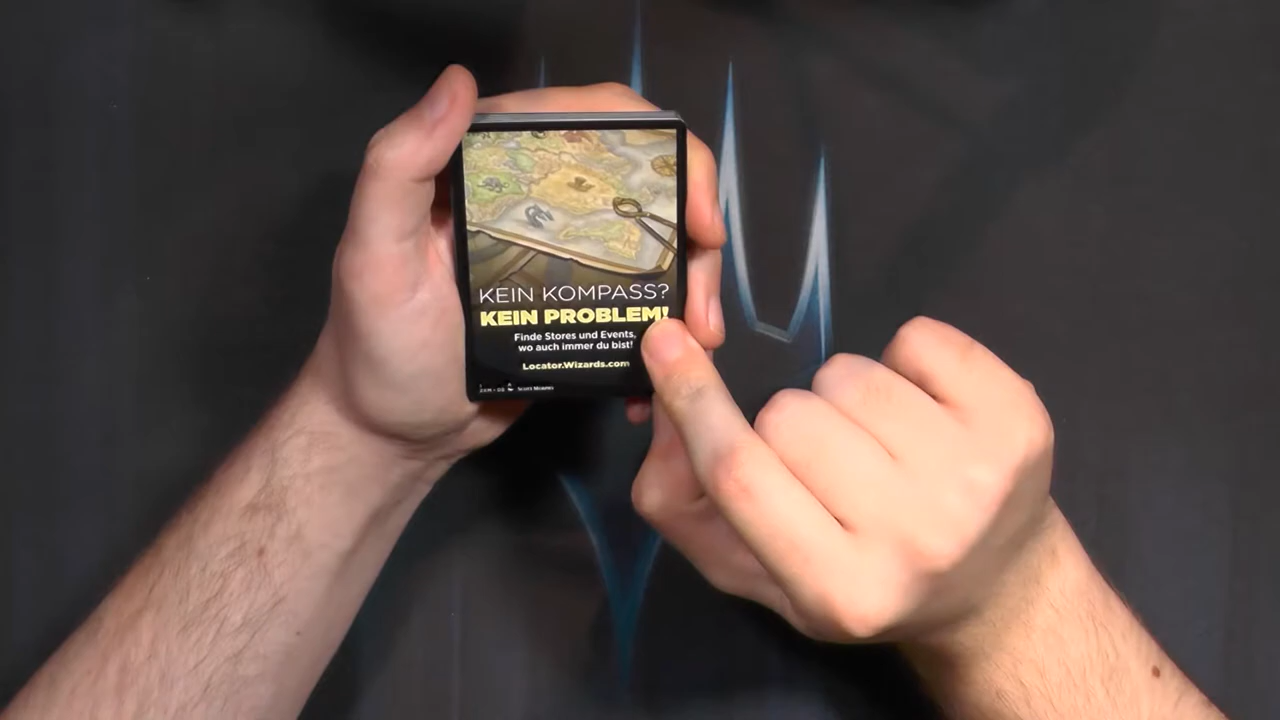 KEIN KOMPASS?
KEIN PROBLEM!
Finde Stores und Events,
wo auch immer du bist!
Locator.Wizards.com